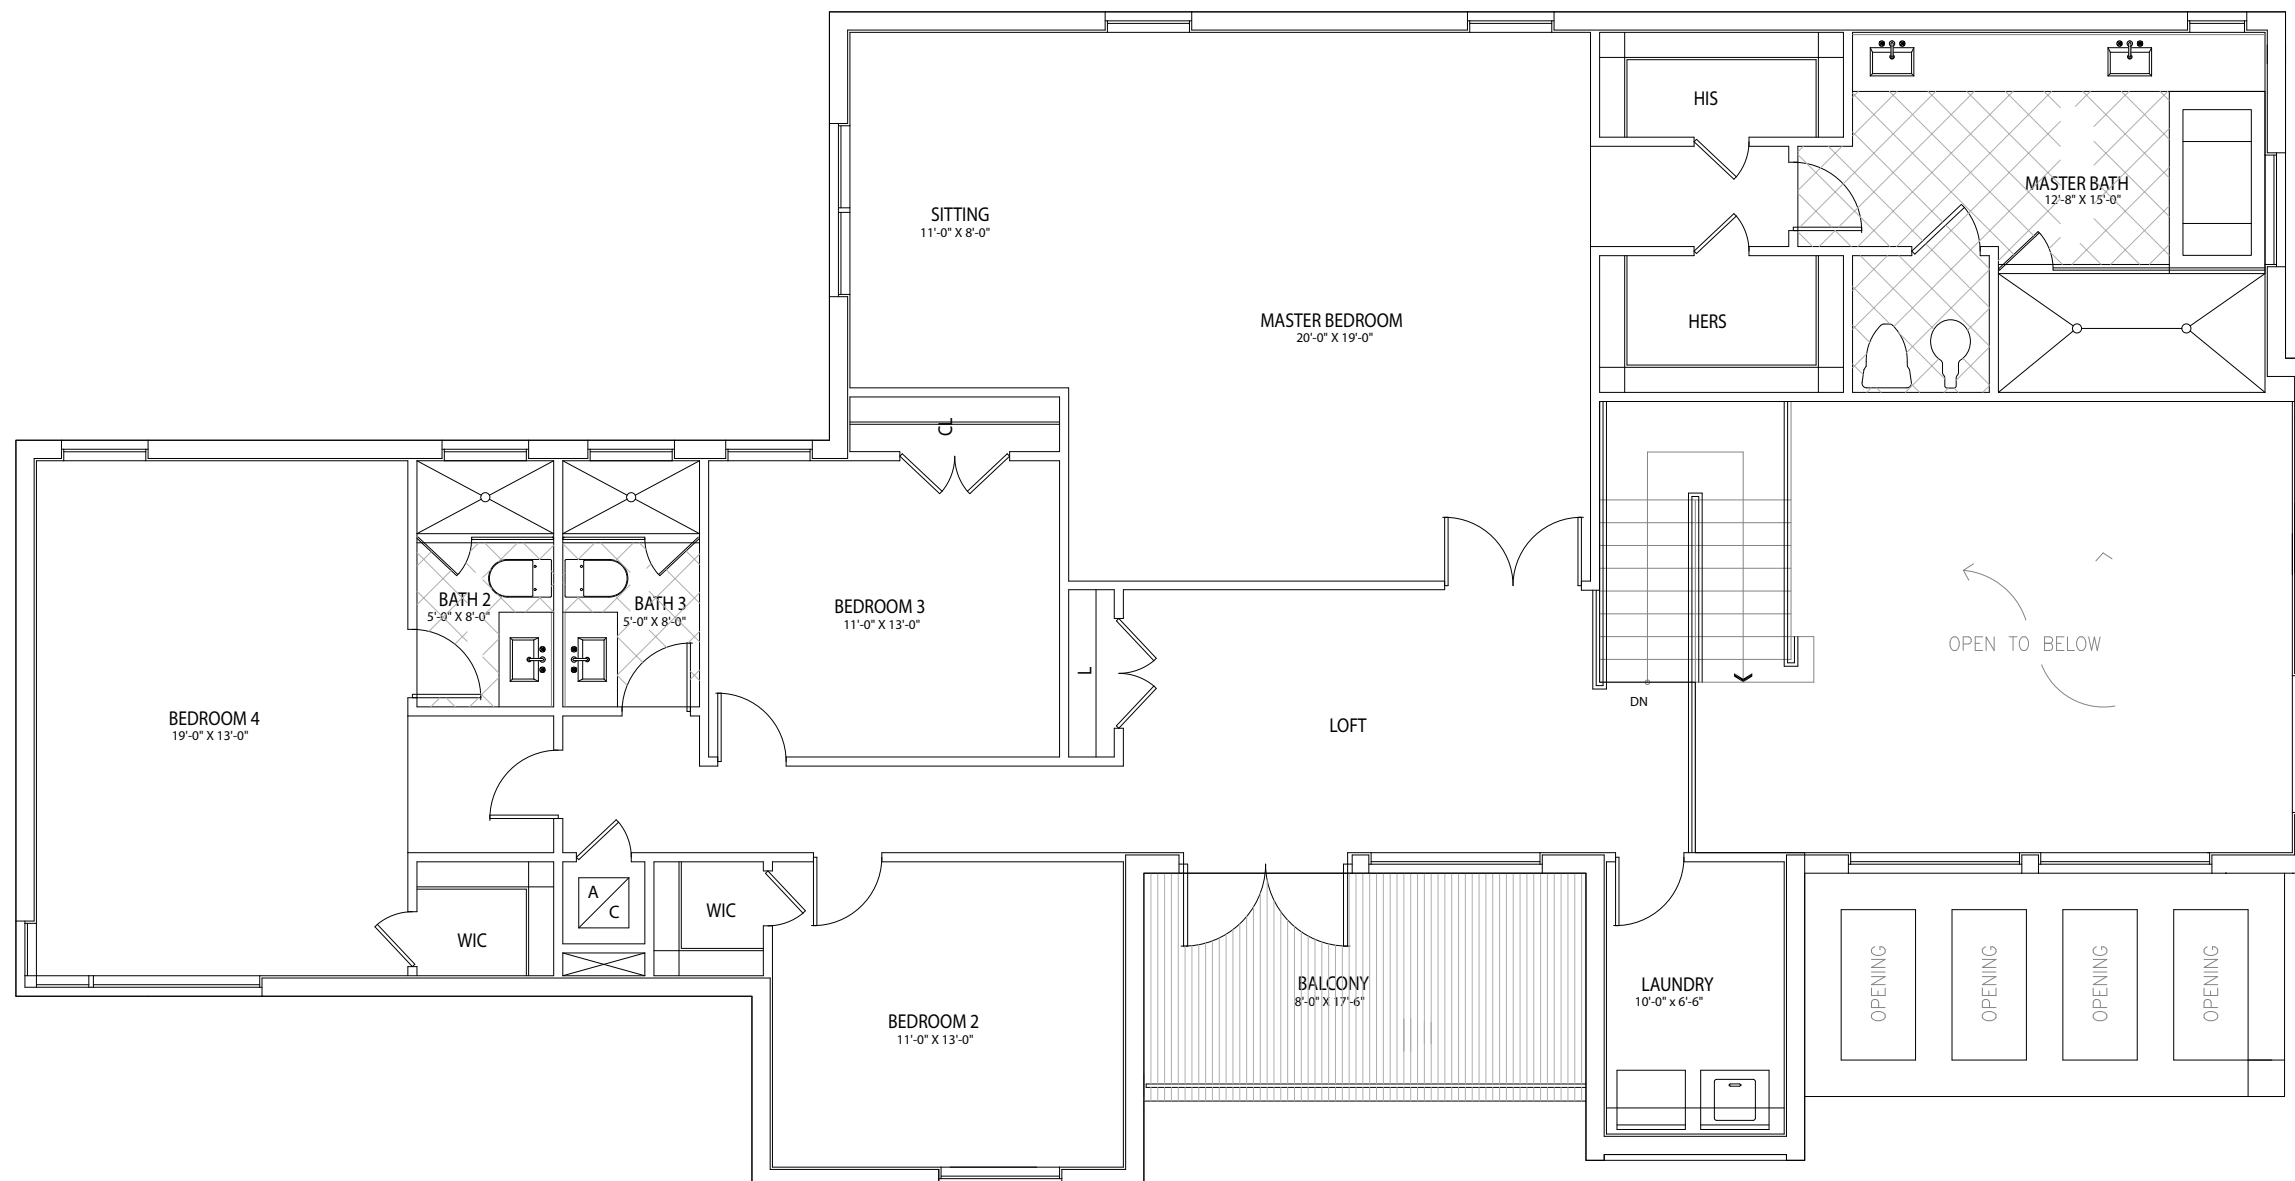 HIS
MASTER BATH
12'-8" X 15'-0"
SITTING
11'-0" X 8'-0"
MASTER BEDROOM
20'-0" X 19'-0"
HERS
CL
BATH 2
5'-0" X 8'-0"
BATH 3
5'-0" X 8'-0"
BEDROOM 3
11'-0" X 13'-0"
OPEN TO BELOW
L
DN
BEDROOM 4
19'-0" X 13'-0"
LOFT
A
C
WIC
WIC
BALCONY
8'-0" X 17'-6"
LAUNDRY
10'-0" x 6'-6"
OPENING
OPENING
OPENING
OPENING
BEDROOM 2
11'-0" X 13'-0"